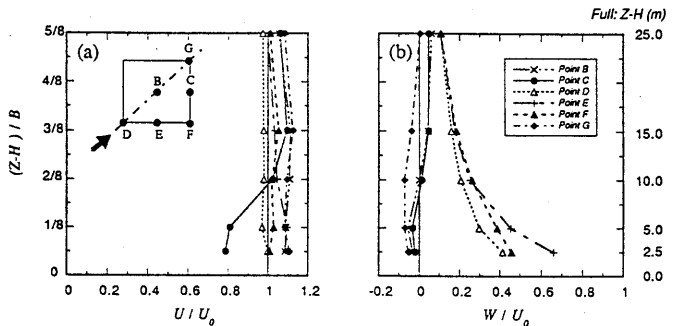 Full: Z-H (m)
(Z-H) / B
5/8
4/8
3/8
2/8
1/8
0
(a)
G
B
C
D
E
F
0
0.2
0.4
0.6
0.8
1
1.2
U / U0
(b)
Point B
Point C
Point D
Point E
Point F
Point G
25.0
20.0
15.0
10.0
5.0
2.5
0.0
-0.2
0
0.2
0.4
0.6
0.8
1
W / U0